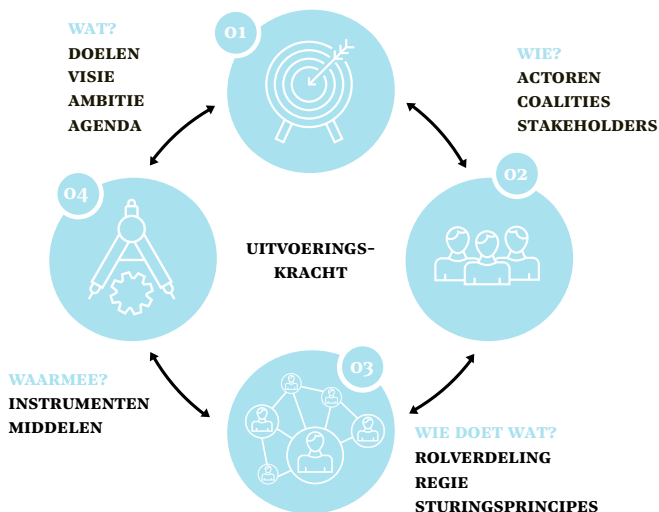 WAT?
DOELEN
VISIE
AMBITIE
AGENDA
01
WIE?
ACTOREN
COALITIES
STAKEHOLDERS
02
04
UITVOERINGS-
KRACHT
03
WAARMEE?
INSTRUMENTEN
MIDDELEN
WIE DOET WAT?
ROLVERDELING
REGIE
STURINGSPRINCIPES